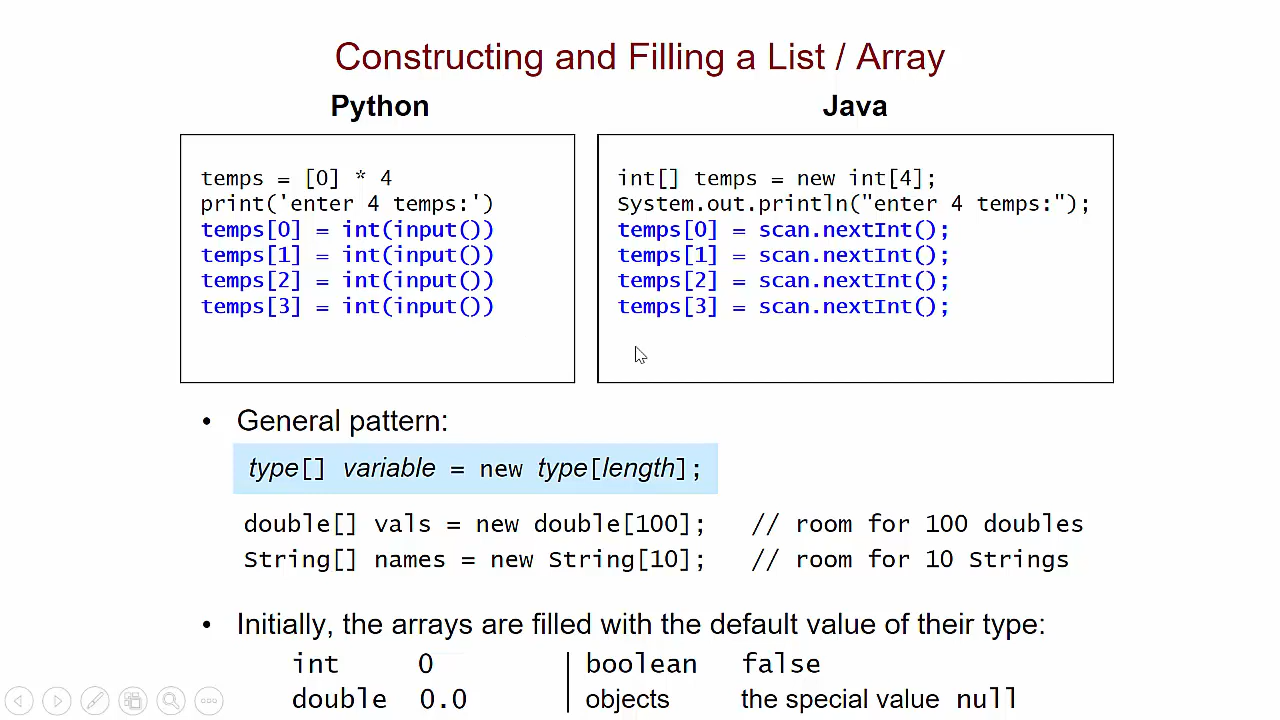 Constructing and Filling a List / Array
Python
temps = [0] * 4
print('enter 4 temps:')
temps[0] = int(input())
temps[1] = int(input())
temps[2] = int(input())
temps[3] = int(input())
Java
int[] temps = new int[4];
System.out.println("enter 4 temps:");
temps[0] = scan.nextInt();
temps[1] = scan.nextInt();
temps[2] = scan.nextInt();
temps[3] = scan.nextInt();
• General pattern:
type[] variable = new type[length];
double[] vals = new double[100]; // room for 100 doubles
String[] names = new String[10]; // room for 10 Strings
• Initially, the arrays are filled with the default value of their type:
int 0
double 0.0
boolean false
objects the special value null